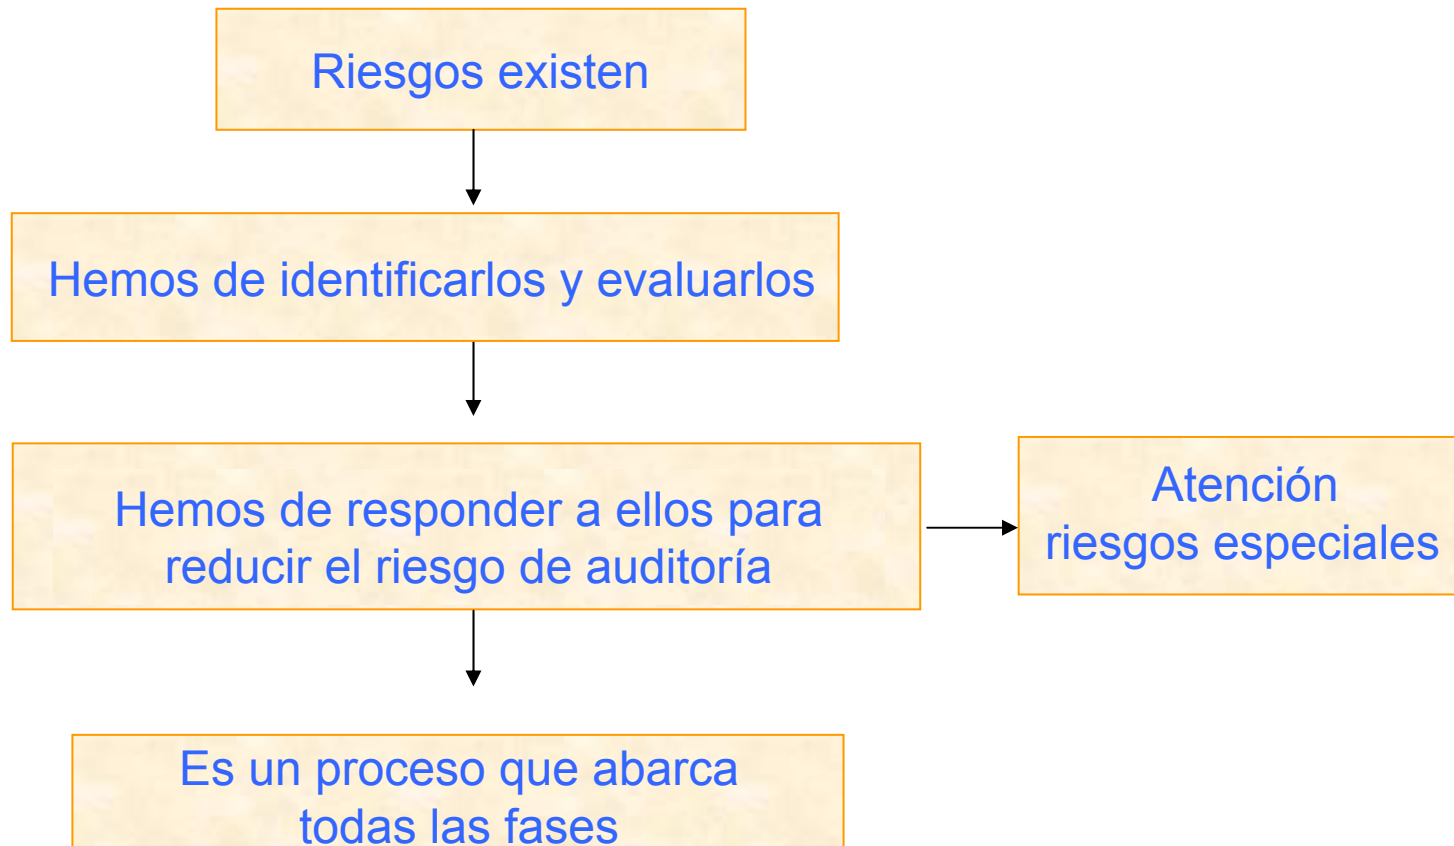 Riesgos existen
Hemos de identificarlos y evaluarlos
Hemos de responder a ellos para
reducir el riesgo de auditoría
Atención
riesgos especiales
Es un proceso que abarca
todas las fases